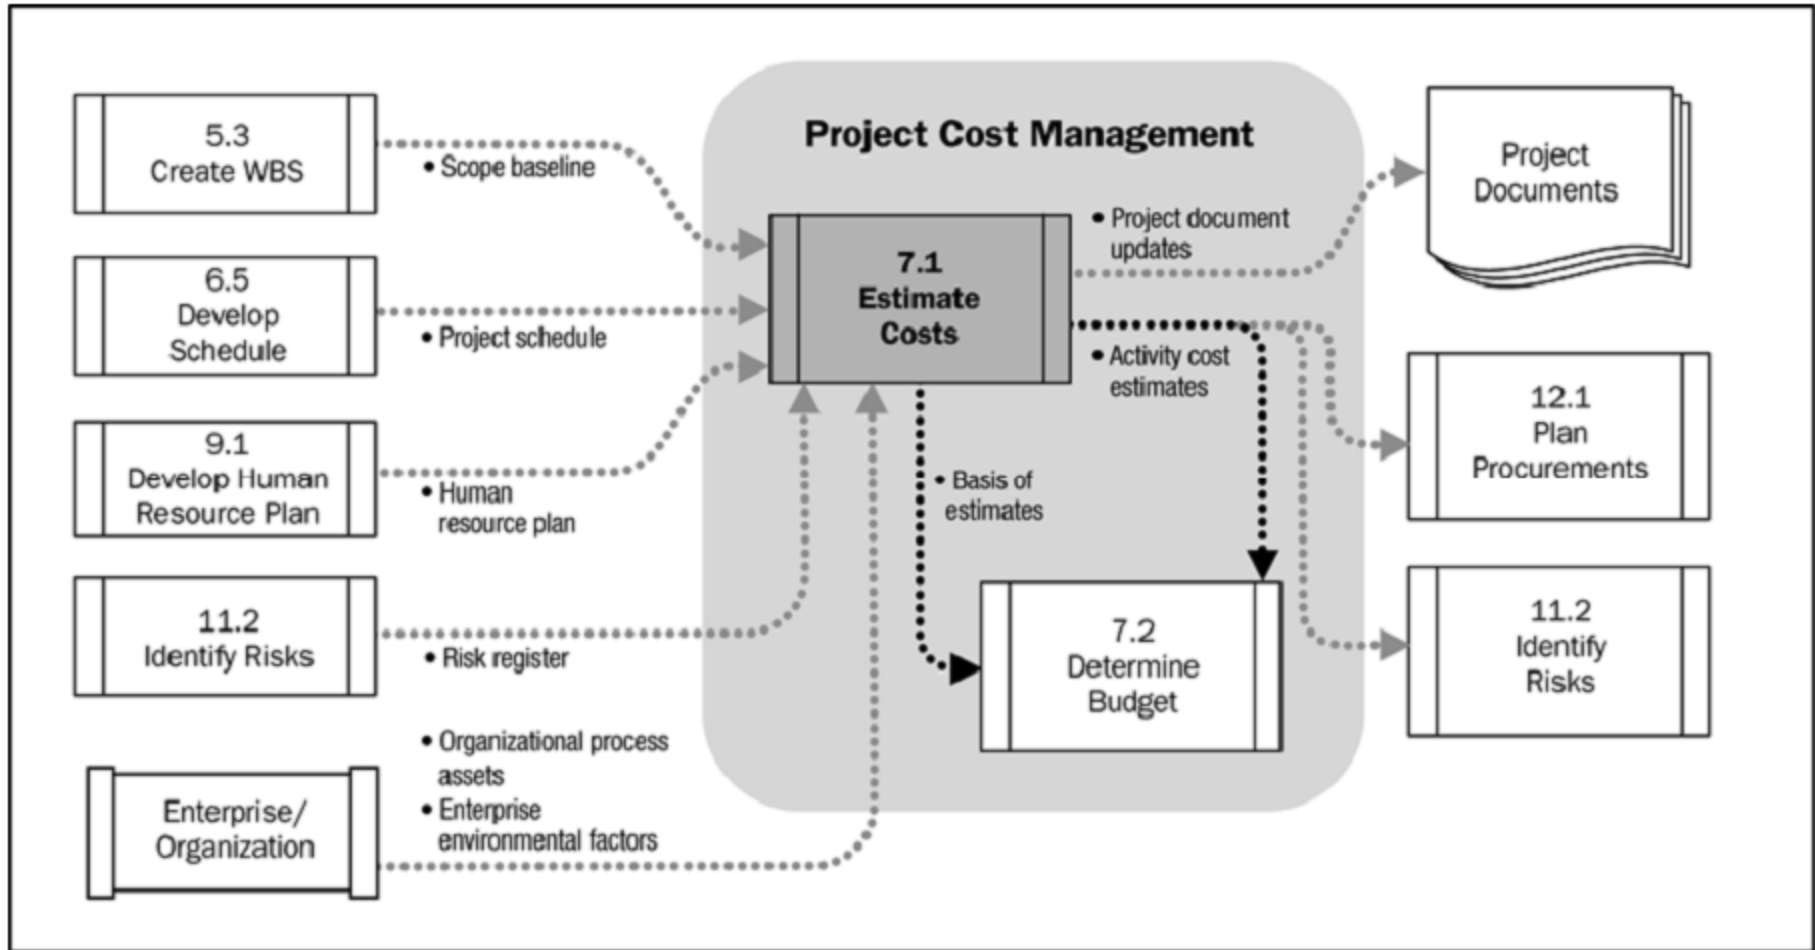 5.3
Create WBS
• Scope baseline
6.5
Develop
Schedule
• Project schedule
9.1
Develop Human
Resource Plan
• Human
resource plan
11.2
Identify Risks
• Risk register
Enterprise/
Organization
• Organizational process
assets
• Enterprise
environmental factors
Project Cost Management
7.1
Estimate
Costs
• Project document
updates
• Activity cost
estimates
• Basis of
estimates
7.2
Determine
Budget
Project
Documents
12.1
Plan
Procurements
11.2
Identify
Risks